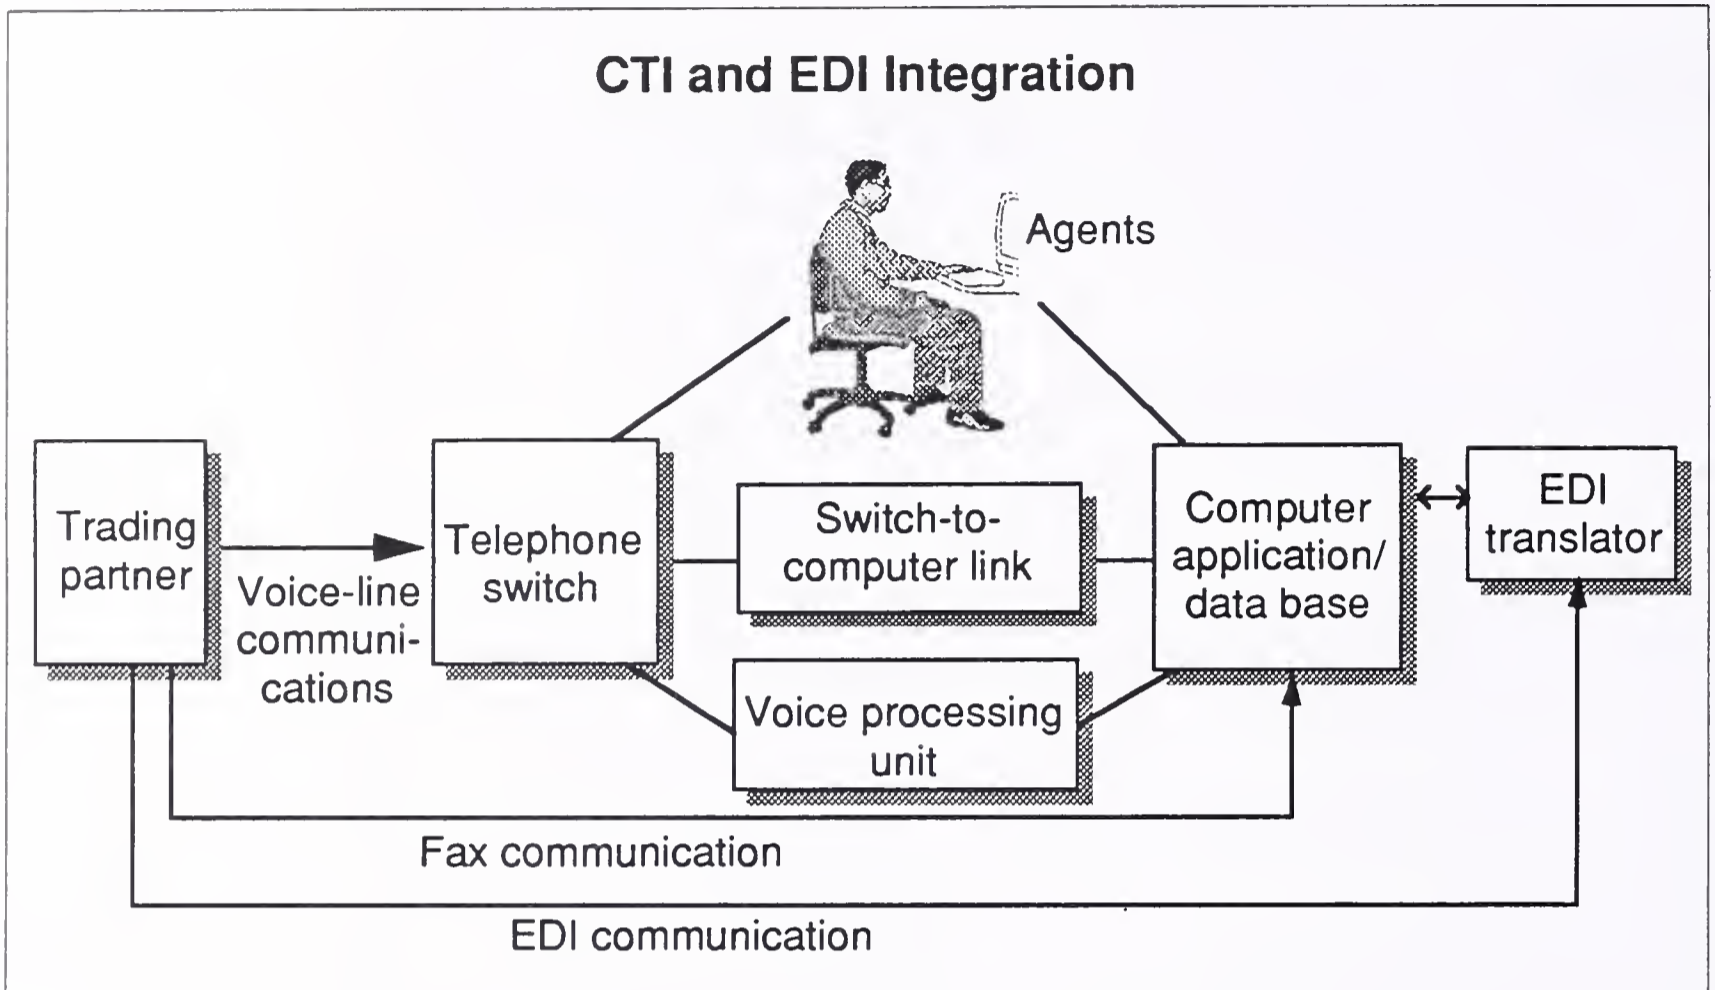 CTI and EDI Integration
Agents
Trading
partner
Voice-line
communi-
cations
Telephone
switch
Switch-to-
computer link
Voice processing
unit
Computer
application/
data base
EDI
translator
Fax communication
EDI communication